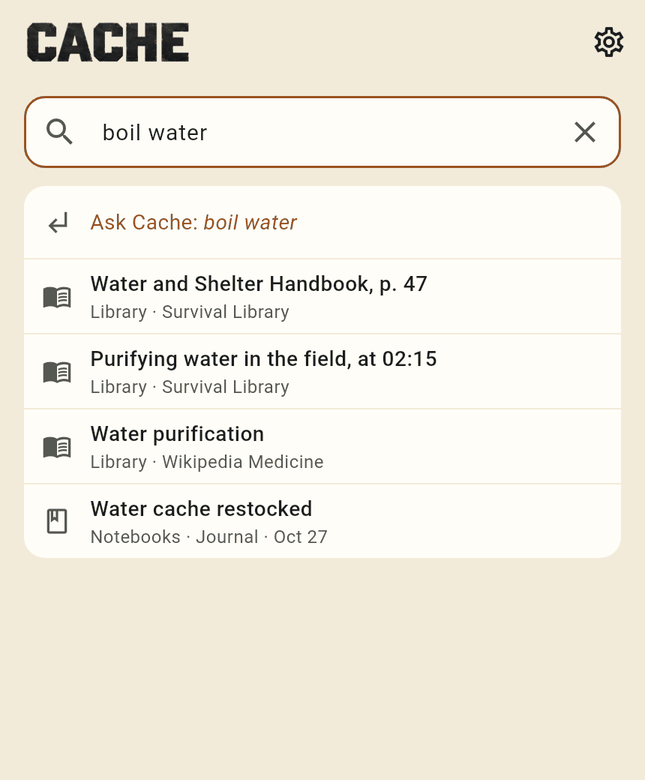 CACHE
boil water
Ask Cache: boil water
Water and Shelter Handbook, p. 47
Library · Survival Library
Purifying water in the field, at 02:15
Library · Survival Library
Water purification
Library · Wikipedia Medicine
Water cache restocked
Notebooks · Journal · Oct 27